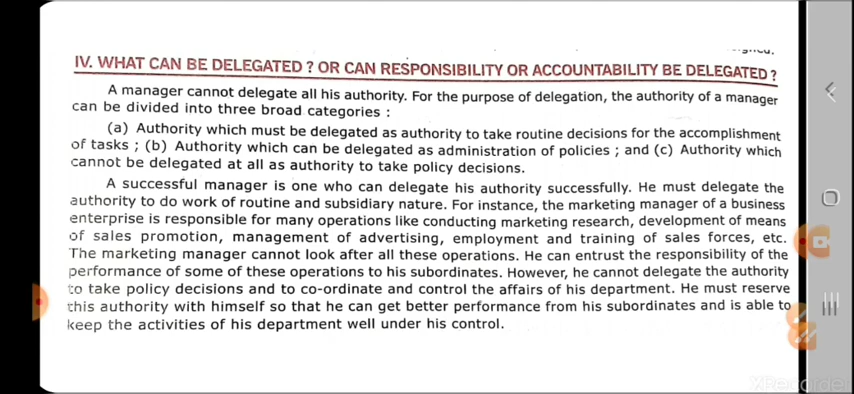 IV. WHAT CAN BE DELEGATED ? OR CAN RESPONSIBILITY OR ACCOUNTABILITY BE DELEGATED ?
A manager cannot delegate all his authority. For the purpose of delegation, the authority of a manager
can be divided into three broad categories :
(a) Authority which must be delegated as authority to take routine decisions for the accomplishment
of tasks ; (b) Authority which can be delegated as administration of policies ; and (c) Authority which
cannot be delegated at all as authority to take policy decisions.
A successful manager is one who can delegate his authority successfully. He must delegate the
authority to do work of routine and subsidiary nature. For instance, the marketing manager of a business
enterprise is responsible for many operations like conducting marketing research, development of means
of sales promotion, management of advertising, employment and training of sales forces, etc.
The marketing manager cannot look after all these operations. He can entrust the responsibility of the
performance of some of these operations to his subordinates. However, he cannot delegate the authority
to take policy decisions and to co-ordinate and control the affairs of his department. He must reserve
this authority with himself so that he can get better performance from his subordinates and is able to
keep the activities of his department well under his control.
XRecorder